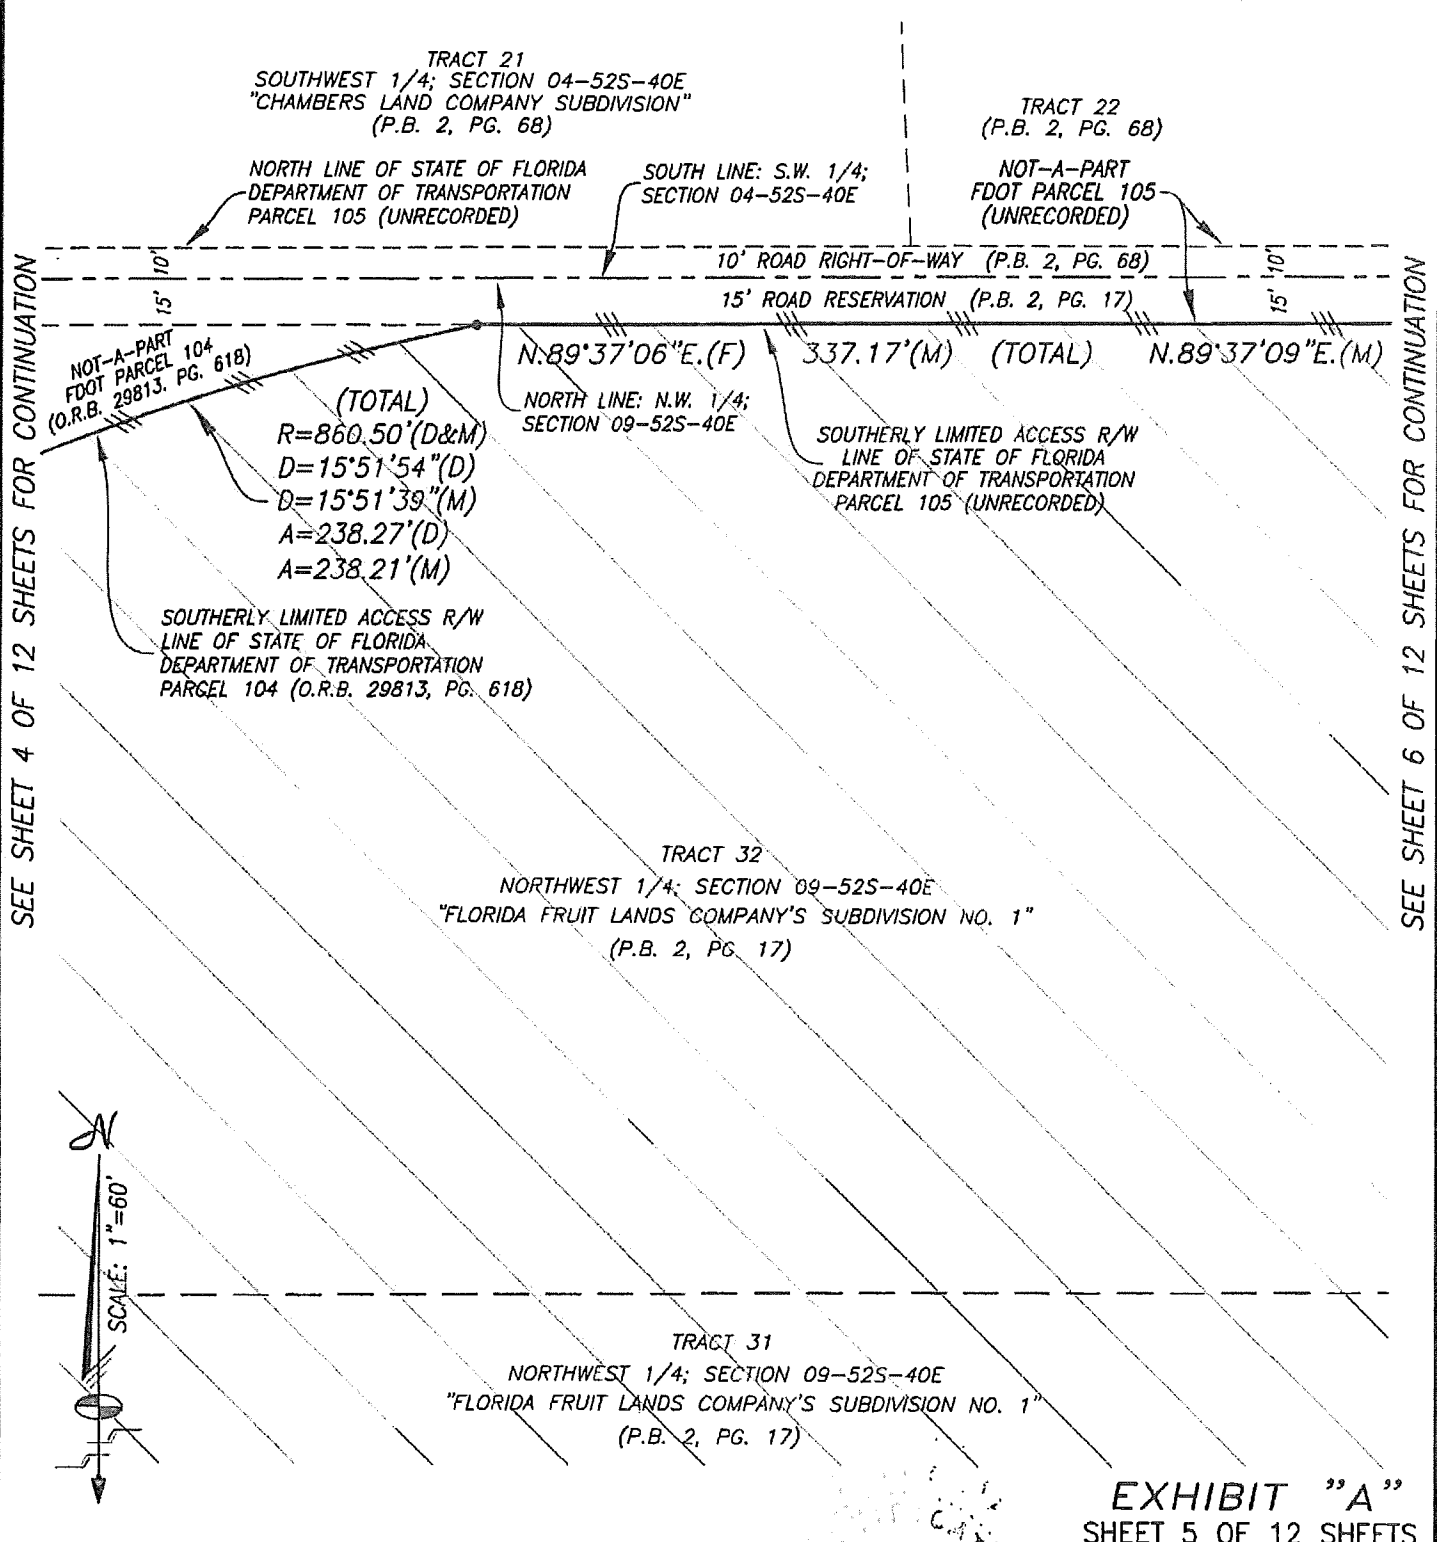 TRACT 21
SOUTHWEST 1/4; SECTION 04-52S-40E
"CHAMBERS LAND COMPANY SUBDIVISION"
(P.B. 2, PG. 68)
TRACT 22
(P.B. 2, PG. 68)
NORTH LINE OF STATE OF FLORIDA
DEPARTMENT OF TRANSPORTATION
PARCEL 105 (UNRECORDED)
SOUTH LINE: S.W. 1/4;
SECTION 04-52S-40E
NOT-A-PART
FDOT PARCEL 105
(UNRECORDED)
10'
10' ROAD RIGHT-OF-WAY (P.B. 2, PG. 68)
10'
15'
15' ROAD RESERVATION (P.B. 2, PG. 17)
15'
NOT-A-PART
FDOT PARCEL 104
(O.R.B. 29813, PG. 618)
N.89°37'06"E.(F) 337.17'(M) (TOTAL) N.89°37'09"E.(M)
NORTH LINE: N.W. 1/4;
SECTION 09-52S-40E
(TOTAL)
R=860.50'(D&M)
D=15°51'54"(D)
D=15°51'39"(M)
A=238.27'(D)
A=238.21'(M)
SOUTHERLY LIMITED ACCESS R/W
LINE OF STATE OF FLORIDA
DEPARTMENT OF TRANSPORTATION
PARCEL 105 (UNRECORDED)
SOUTHERLY LIMITED ACCESS R/W
LINE OF STATE OF FLORIDA
DEPARTMENT OF TRANSPORTATION
PARCEL 104 (O.R.B. 29813, PG. 618)
SEE SHEET 4 OF 12 SHEETS FOR CONTINUATION
SEE SHEET 6 OF 12 SHEETS FOR CONTINUATION
TRACT 32
NORTHWEST 1/4; SECTION 09-52S-40E
"FLORIDA FRUIT LANDS COMPANY'S SUBDIVISION NO. 1"
(P.B. 2, PG 17)
N
SCALE: 1"=60'
TRACT 31
NORTHWEST 1/4; SECTION 09-52S-40E
"FLORIDA FRUIT LANDS COMPANY'S SUBDIVISION NO. 1"
(P.B. 2, PG. 17)
EXHIBIT "A"
SHEET 5 OF 12 SHEETS